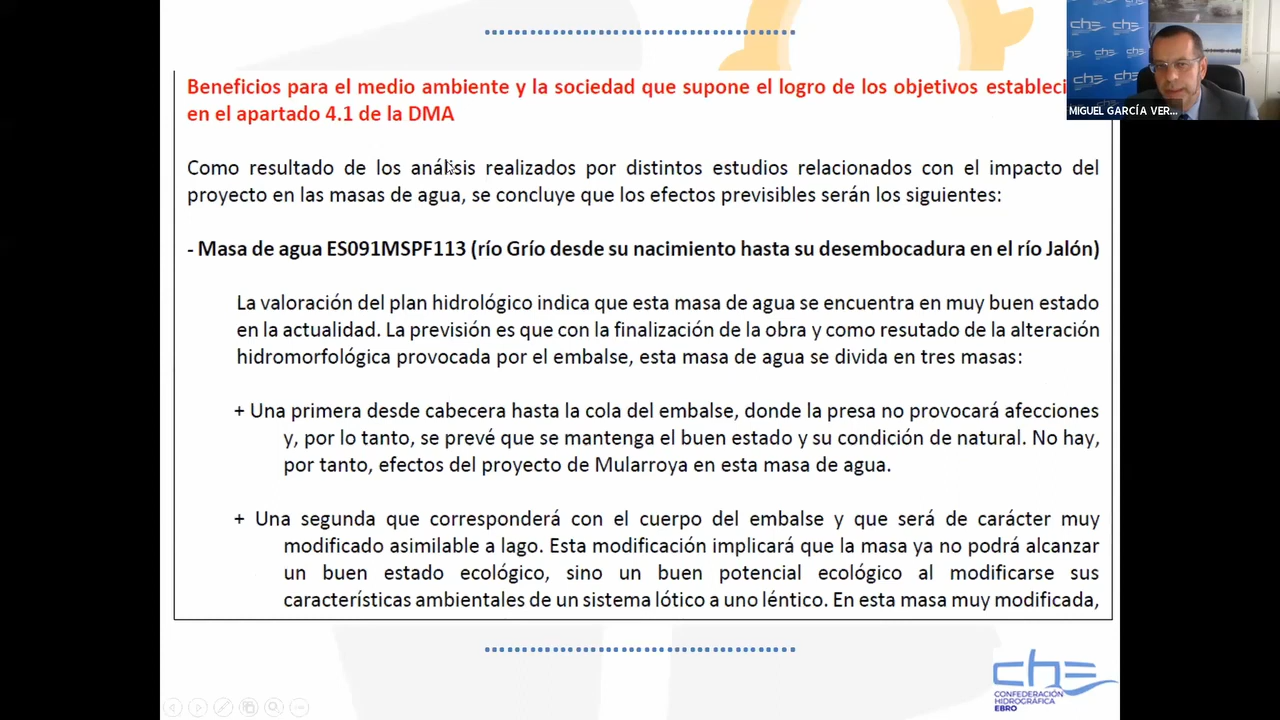 Beneficios para el medio ambiente y la sociedad que supone el logro de los objetivos
en el apartado 4.1 de la DMA
Como resultado de los análisis realizados por distintos estudios relacionados con el impacto del
proyecto en las masas de agua, se concluye que los efectos previsibles serán los siguientes:
- Masa de agua ES091MSPF113 (río Grío desde su nacimiento hasta su desembocadura en el río Jalón)
La valoración del plan hidrológico indica que esta masa de agua se encuentra en muy buen estado
en la actualidad. La previsión es que con la finalización de la obra y como resutado de la alteración
hidromorfológica provocada por el embalse, esta masa de agua se divida en tres masas:
+ Una primera desde cabecera hasta la cola del embalse, donde la presa no provocará afecciones
y, por lo tanto, se prevé que se mantenga el buen estado y su condición de natural. No hay,
por tanto, efectos del proyecto de Mularroya en esta masa de agua.
+ Una segunda que corresponderá con el cuerpo del embalse y que será de carácter muy
modificado asimilable a lago. Esta modificación implicará que la masa ya no podrá alcanzar
un buen estado ecológico, sino un buen potencial ecológico al modificarse sus
características ambientales de un sistema lótico a uno léntico. En esta masa muy modificada,
MIGUEL GARCÍA VER...
che
CONFEDERACIÓN
HIDROGRÁFICA
EBRO